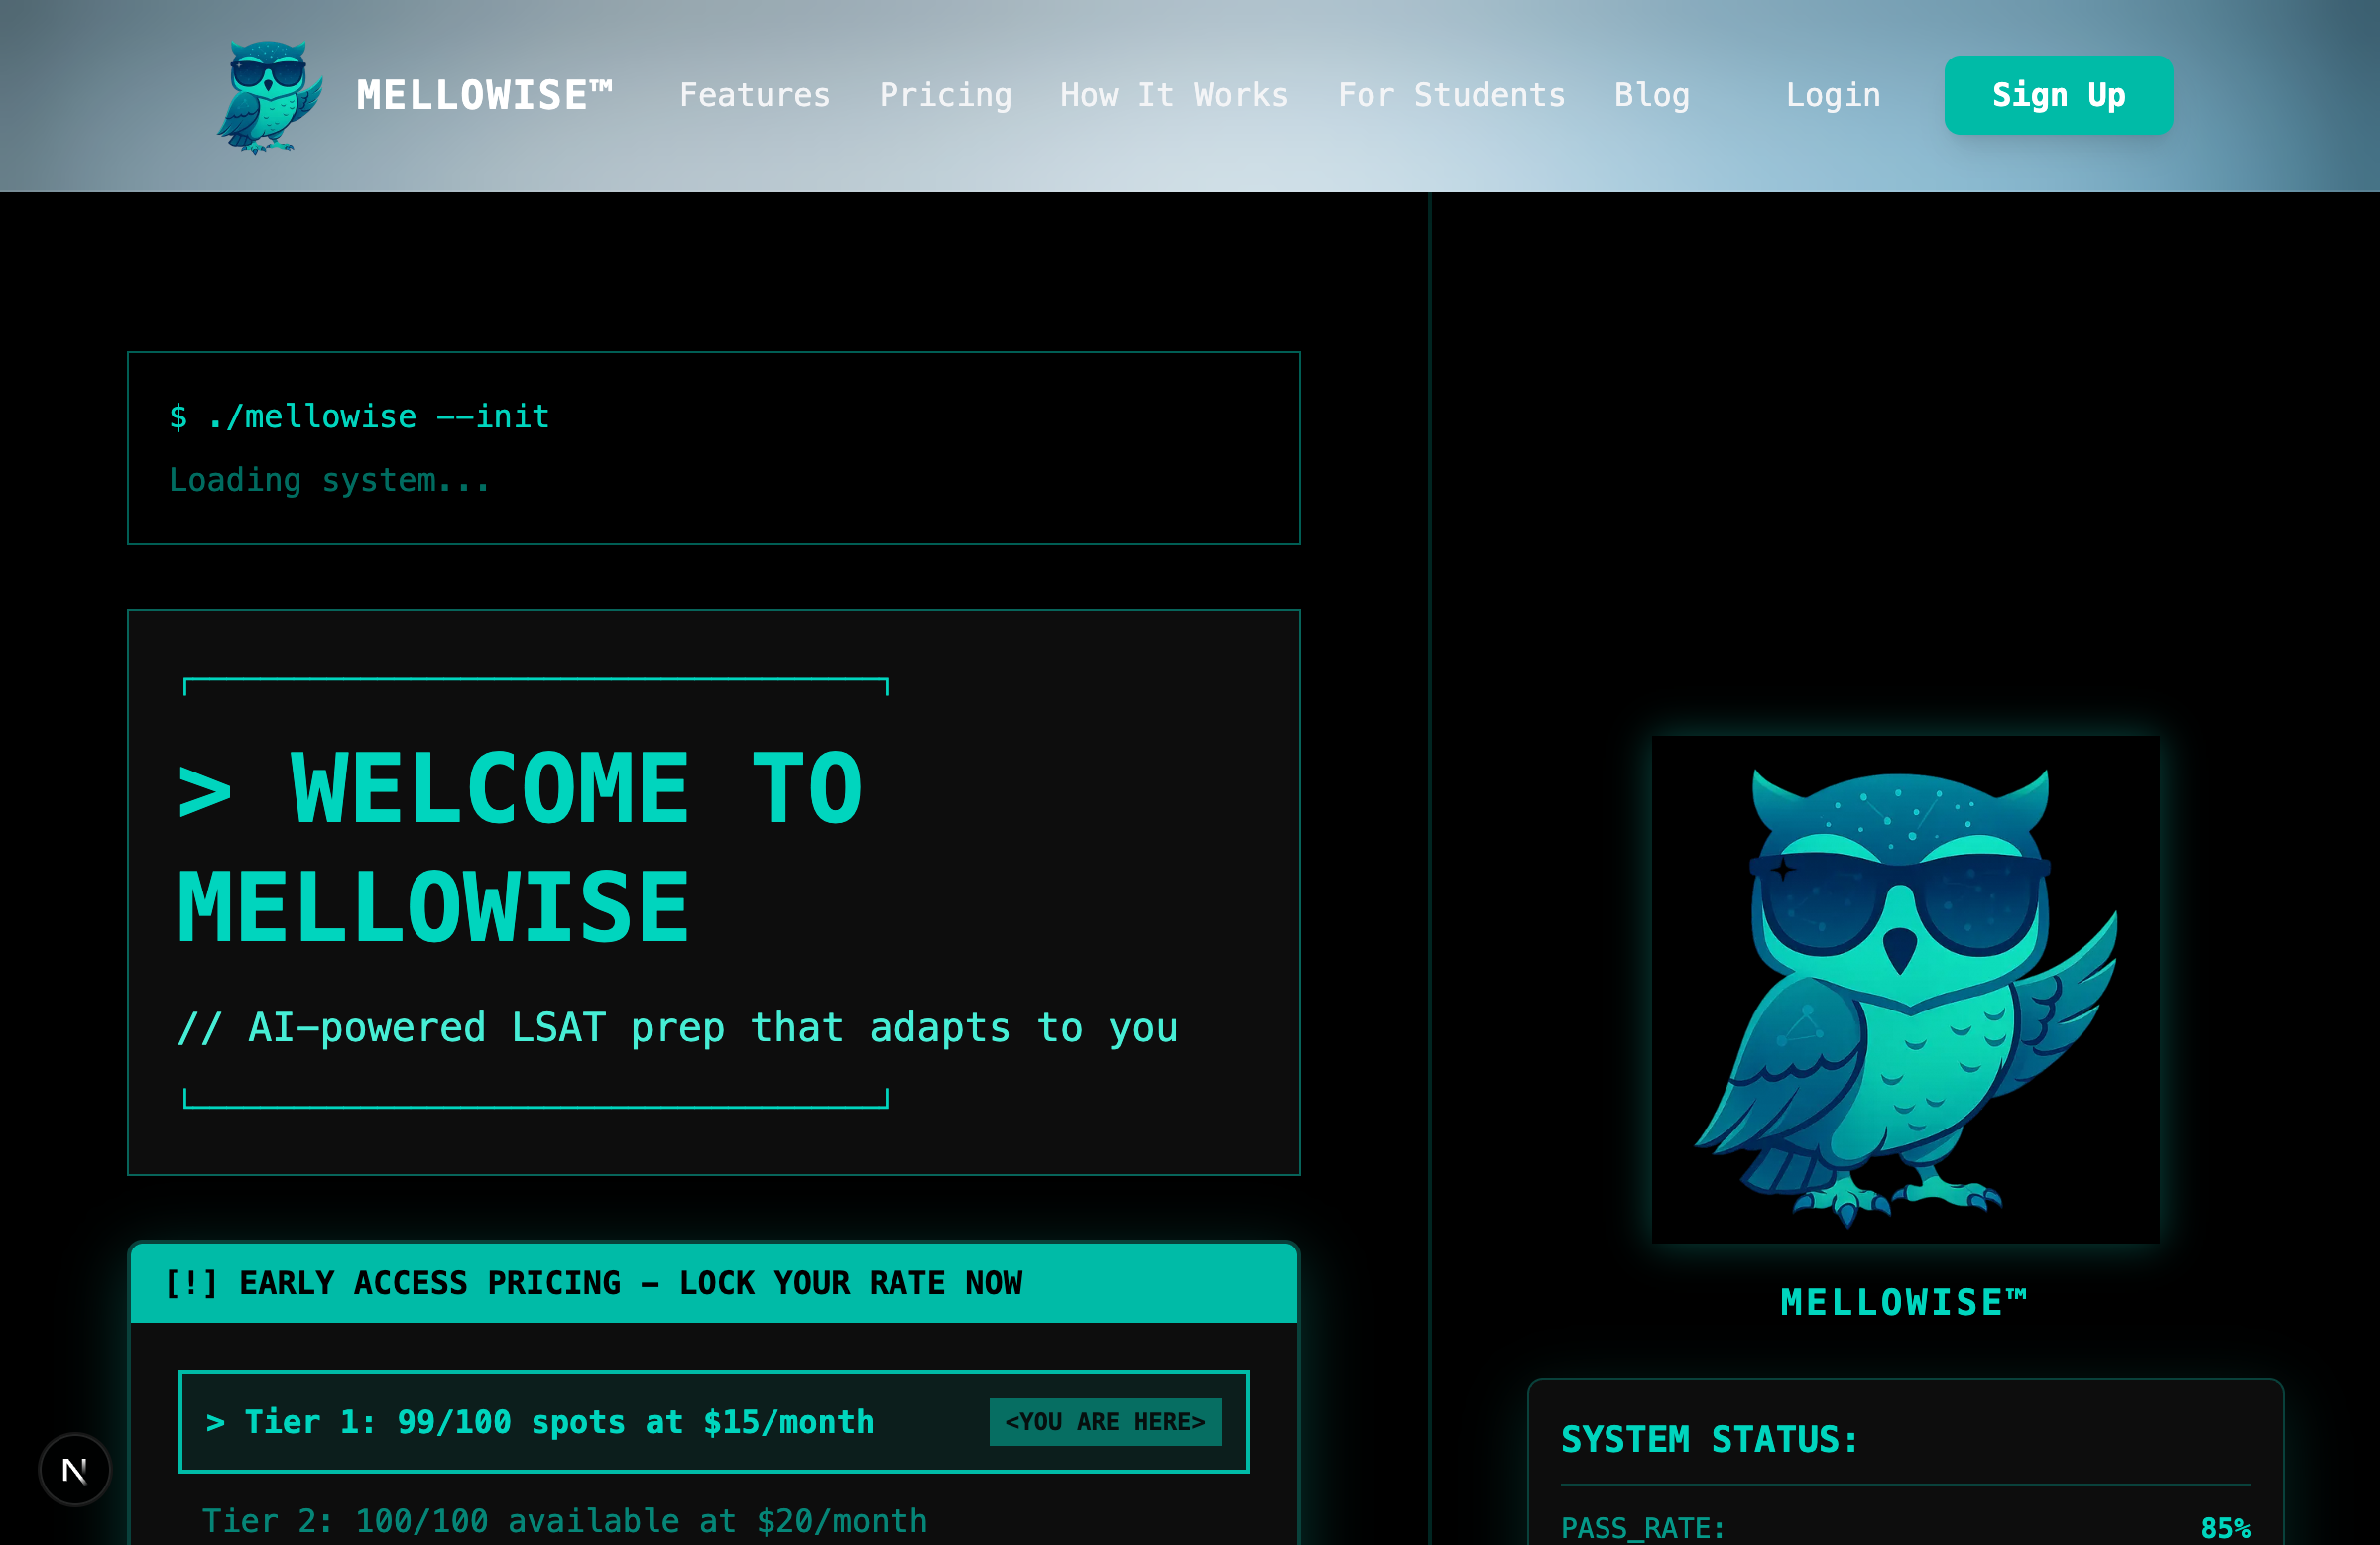 MELLOWISE™ Features Pricing How It Works For Students Blog Login Sign Up
$ ./mellowise --init
Loading system...
> WELCOME TO
MELLOWISE
// AI-powered LSAT prep that adapts to you
[!] EARLY ACCESS PRICING - LOCK YOUR RATE NOW
> Tier 1: 99/100 spots at $15/month <YOU ARE HERE>
Tier 2: 100/100 available at $20/month
N
MELLOWISE™
SYSTEM STATUS:
PASS_RATE: 85%